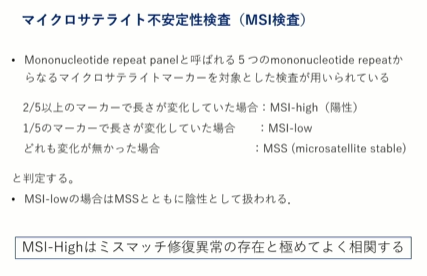 マイクロサテライト不安定性検査（MSI検査）
• Mononucleotide repeat panelと呼ばれる５つのmononucleotide repeatか
らなるマイクロサテライトマーカーを対象とした検査が用いられている
2/5以上のマーカーで長さが変化していた場合：MSI-high（陽性）
1/5のマーカーで長さが変化していた場合　　：MSI-low
どれも変化が無かった場合　　　　　　　　：MSS (microsatellite stable)
と判定する。
• MSI-lowの場合はMSSとともに陰性として扱われる．
MSI-Highはミスマッチ修復異常の存在と極めてよく相関する